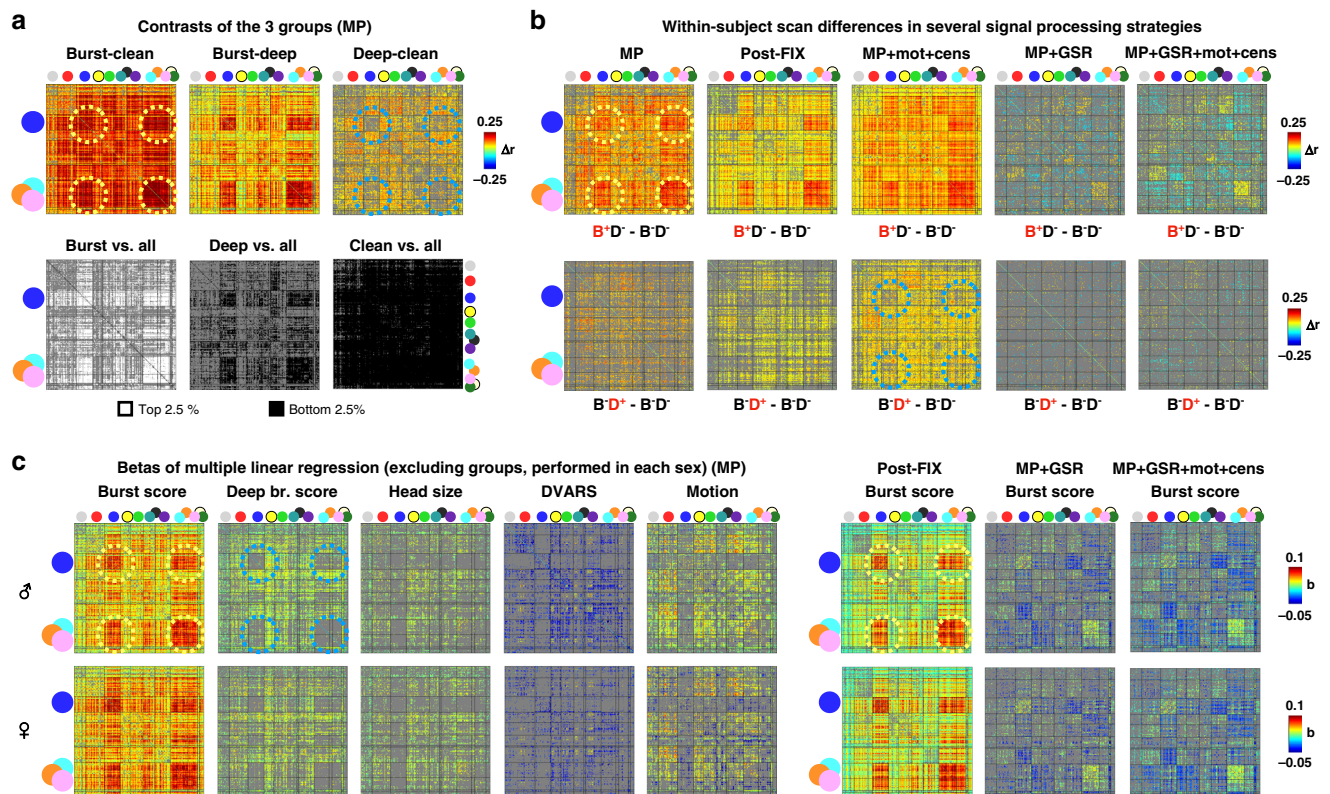 a
Contrasts of the 3 groups (MP)
Burst-clean Burst-deep Deep-clean
0.25
Δr
–0.25
Burst vs. all Deep vs. all Clean vs. all
Top 2.5 % Bottom 2.5%
b
Within-subject scan differences in several signal processing strategies
MP Post-FIX MP+mot+cens MP+GSR MP+GSR+mot+cens
0.25
Δr
–0.25
B⁺D⁻ - B⁻D⁻ B⁺D⁻ - B⁻D⁻ B⁺D⁻ - B⁻D⁻ B⁺D⁻ - B⁻D⁻ B⁺D⁻ - B⁻D⁻
0.25
Δr
–0.25
B⁻D⁺ - B⁻D⁻ B⁻D⁺ - B⁻D⁻ B⁻D⁺ - B⁻D⁻ B⁻D⁺ - B⁻D⁻ B⁻D⁺ - B⁻D⁻
c
Betas of multiple linear regression (excluding groups, performed in each sex) (MP)
Burst score Deep br. score Head size DVARS Motion
Post-FIX MP+GSR MP+GSR+mot+cens
Burst score Burst score Burst score
♂
0.1
b
–0.05
♀
0.1
b
–0.05